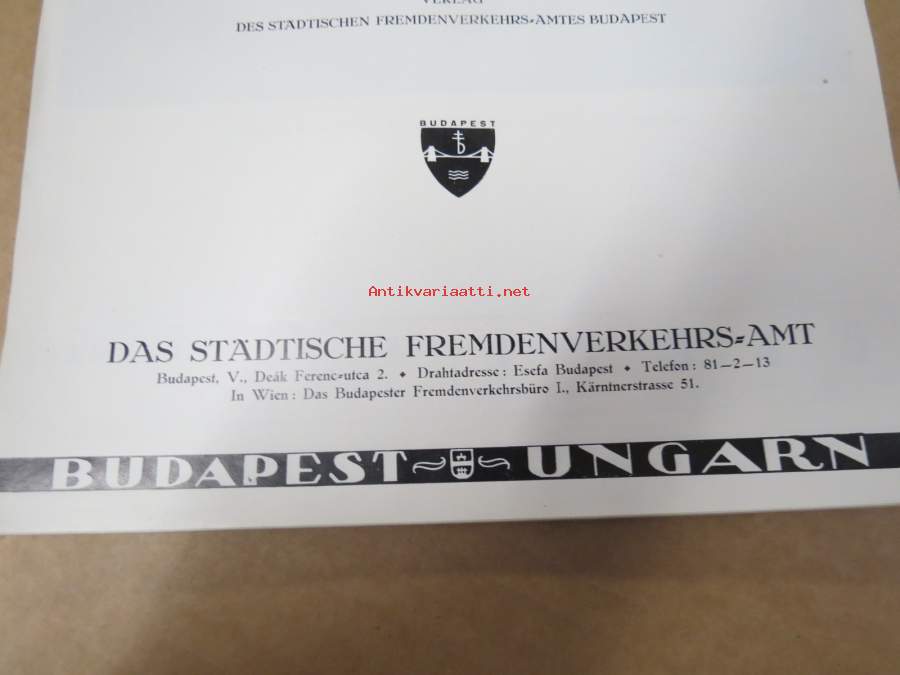 VERLAG
DES STÄDTISCHEN FREMDENVERKEHRS-AMTES BUDAPEST
BUDAPEST
b
Antikvariaatti.net
DAS STÄDTISCHE FREMDENVERKEHRS-AMT
Budapest, V., Deák Ferenc-utca 2. ♦ Drahtadresse: Esefa Budapest ♦ Telefon: 81—2—13
In Wien: Das Budapester Fremdenverkehrsbüro I., Kärntnerstrasse 51.
BUDAPEST UNGARN